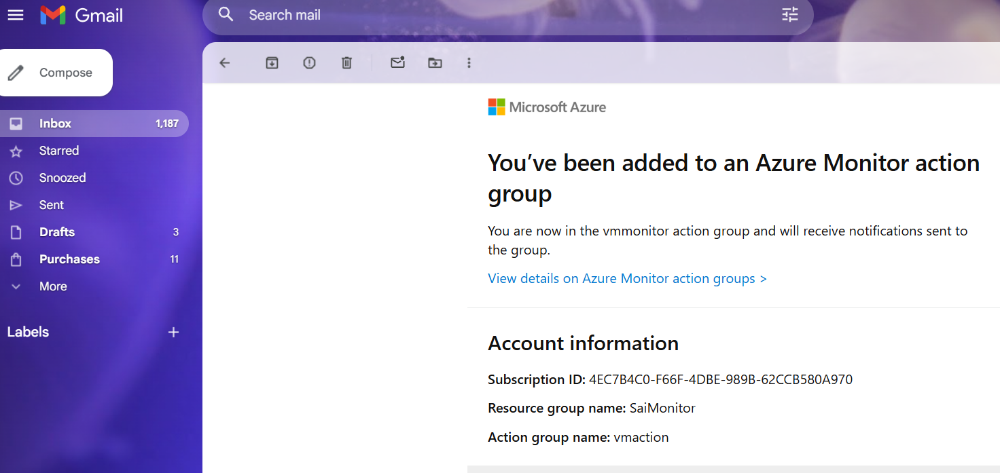 Gmail
Search mail
Compose
Inbox 1,187
Starred
Snoozed
Sent
Drafts 3
Purchases 11
More
Labels
Microsoft Azure
You’ve been added to an Azure Monitor action
group
You are now in the vmmonitor action group and will receive notifications sent to
the group.
View details on Azure Monitor action groups >
Account information
Subscription ID: 4EC7B4C0-F66F-4DBE-989B-62CCB580A970
Resource group name: SaiMonitor
Action group name: vmaction